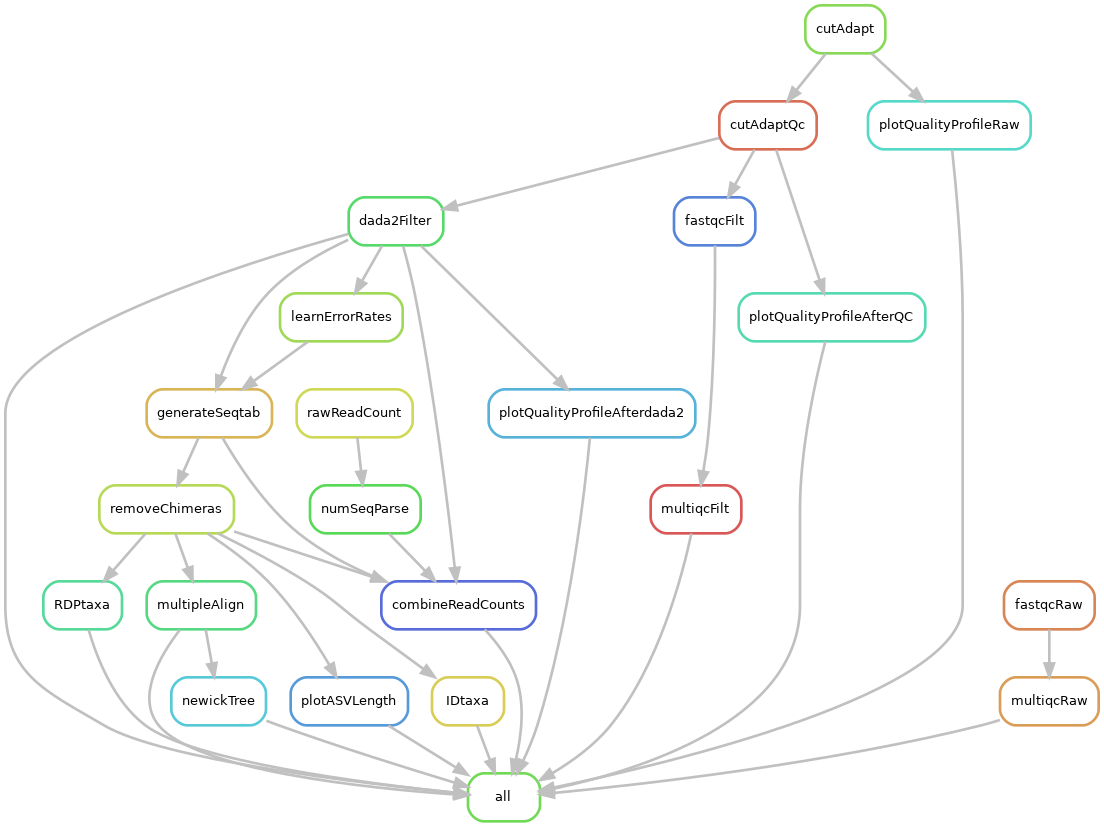 cutAdapt
cutAdaptQc
plotQualityProfileRaw
dada2Filter
fastqcFilt
learnErrorRates
plotQualityProfileAfterQC
generateSeqtab
rawReadCount
plotQualityProfileAfterdada2
removeChimeras
numSeqParse
multiqcFilt
RDPtaxa
multipleAlign
combineReadCounts
fastqcRaw
newickTree
plotASVLength
IDtaxa
multiqcRaw
all